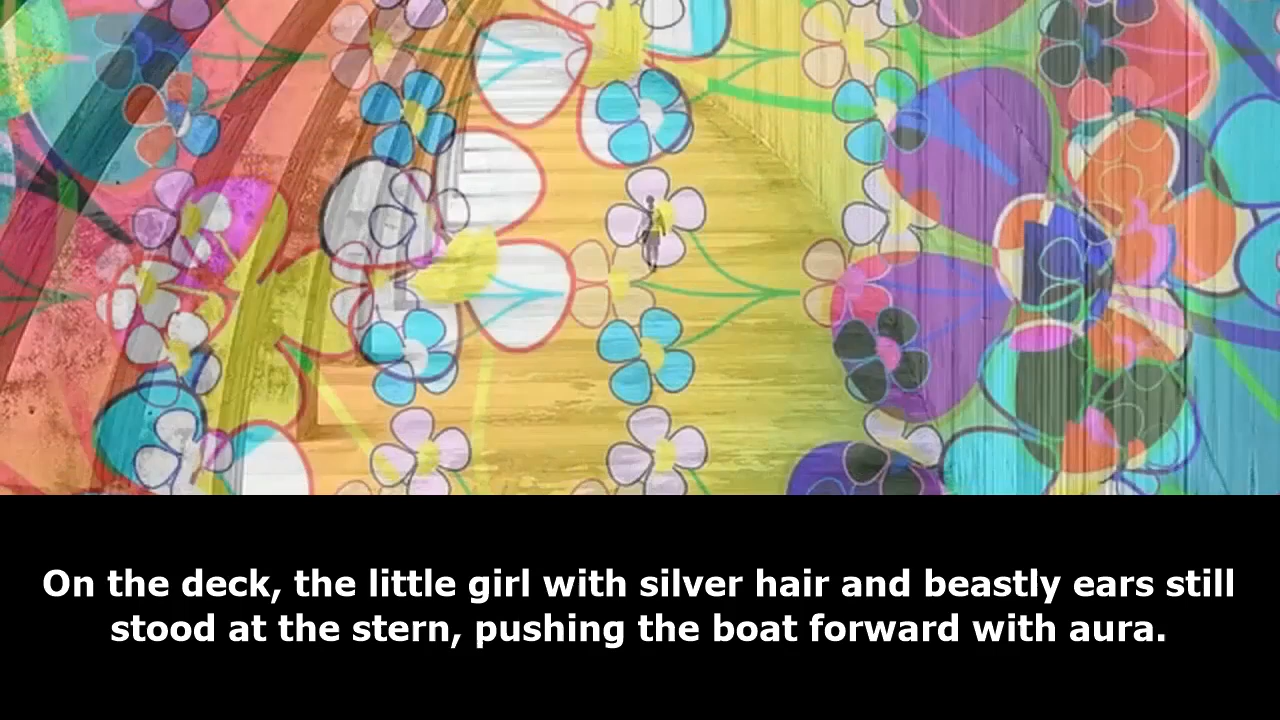 On the deck, the little girl with silver hair and beastly ears still
stood at the stern, pushing the boat forward with aura.